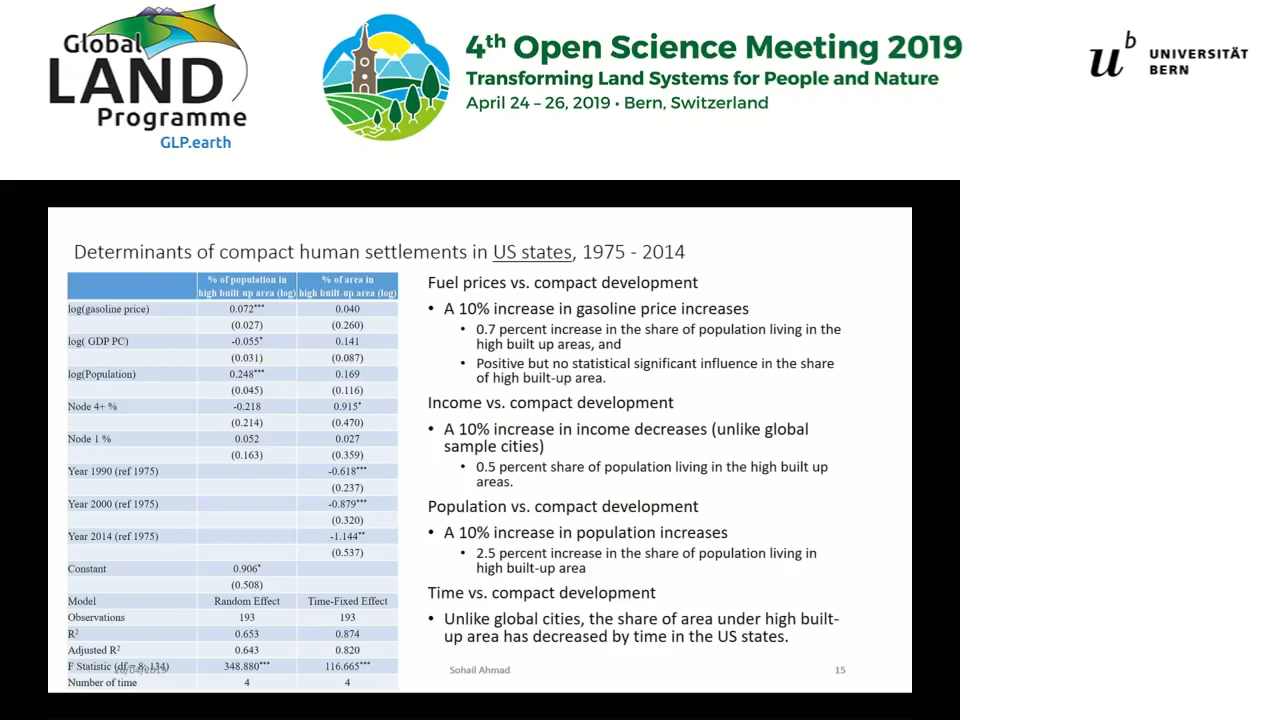 Global
LAND
Programme
GLP.earth
4th Open Science Meeting 2019
Transforming Land Systems for People and Nature
April 24 – 26, 2019 • Bern, Switzerland
u b
UNIVERSITÄT
BERN
Determinants of compact human settlements in US states, 1975 - 2014
% of population in high built-up area (log) % of area in high built-up area (log)
log(gasoline price) 0.072*** 0.040
(0.027) (0.260)
log( GDP PC) -0.055* 0.141
(0.031) (0.087)
log(Population) 0.248*** 0.169
(0.045) (0.116)
Node 4+ % -0.218 0.915*
(0.214) (0.470)
Node 1 % 0.052 0.027
(0.163) (0.359)
Year 1990 (ref 1975) -0.618***
(0.237)
Year 2000 (ref 1975) -0.879***
(0.320)
Year 2014 (ref 1975) -1.144**
(0.537)
Constant 0.906*
(0.508)
Model Random Effect Time-Fixed Effect
Observations 193 193
R2 0.653 0.874
Adjusted R2 0.643 0.820
F Statistic (df = 8; 134) 348.880*** 116.665***
Number of time 4 4
Fuel prices vs. compact development
• A 10% increase in gasoline price increases
• 0.7 percent increase in the share of population living in the
high built up areas, and
• Positive but no statistical significant influence in the share
of high built-up area.
Income vs. compact development
• A 10% increase in income decreases (unlike global
sample cities)
• 0.5 percent share of population living in the high built up
areas.
Population vs. compact development
• A 10% increase in population increases
• 2.5 percent increase in the share of population living in
high built-up area
Time vs. compact development
• Unlike global cities, the share of area under high built-
up area has decreased by time in the US states.
Sohail Ahmad
15